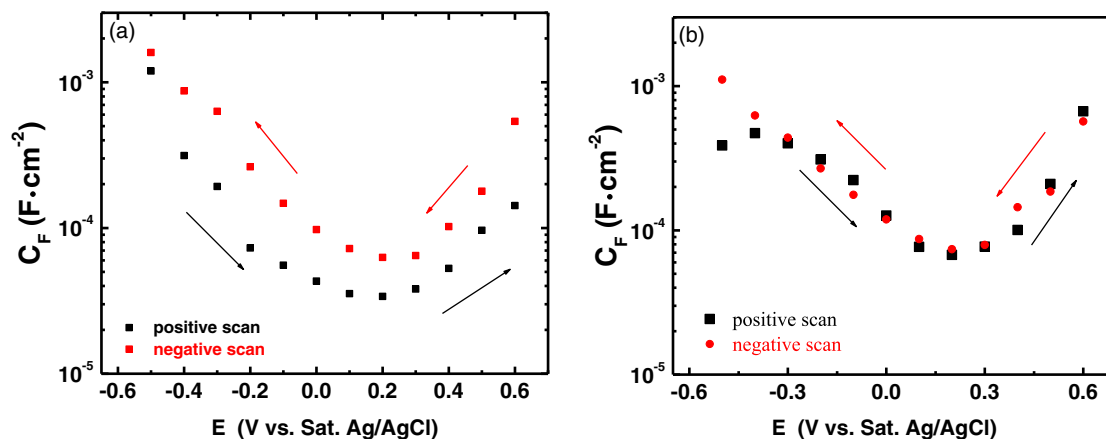 (a)
10^-3
10^-4
10^-5
C_F (F·cm^-2)
-0.6 -0.4 -0.2 0.0 0.2 0.4 0.6
E (V vs. Sat. Ag/AgCl)
positive scan
negative scan
(b)
10^-3
10^-4
10^-5
C_F (F·cm^-2)
-0.6 -0.3 0.0 0.3 0.6
E (V vs. Sat. Ag/AgCl)
positive scan
negative scan